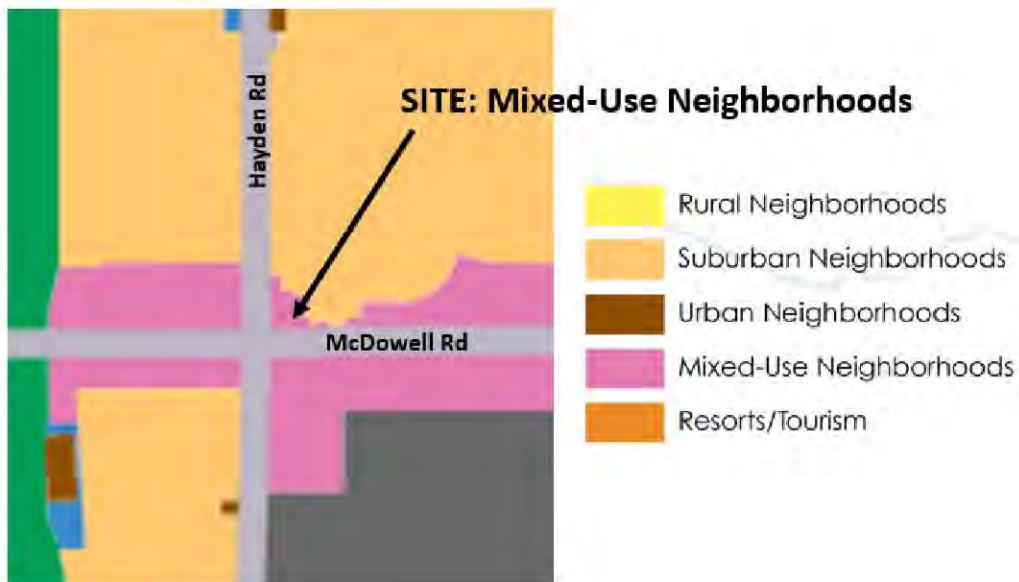 SITE: Mixed-Use Neighborhoods
Hayden Rd
McDowell Rd
Rural Neighborhoods
Suburban Neighborhoods
Urban Neighborhoods
Mixed-Use Neighborhoods
Resorts/Tourism